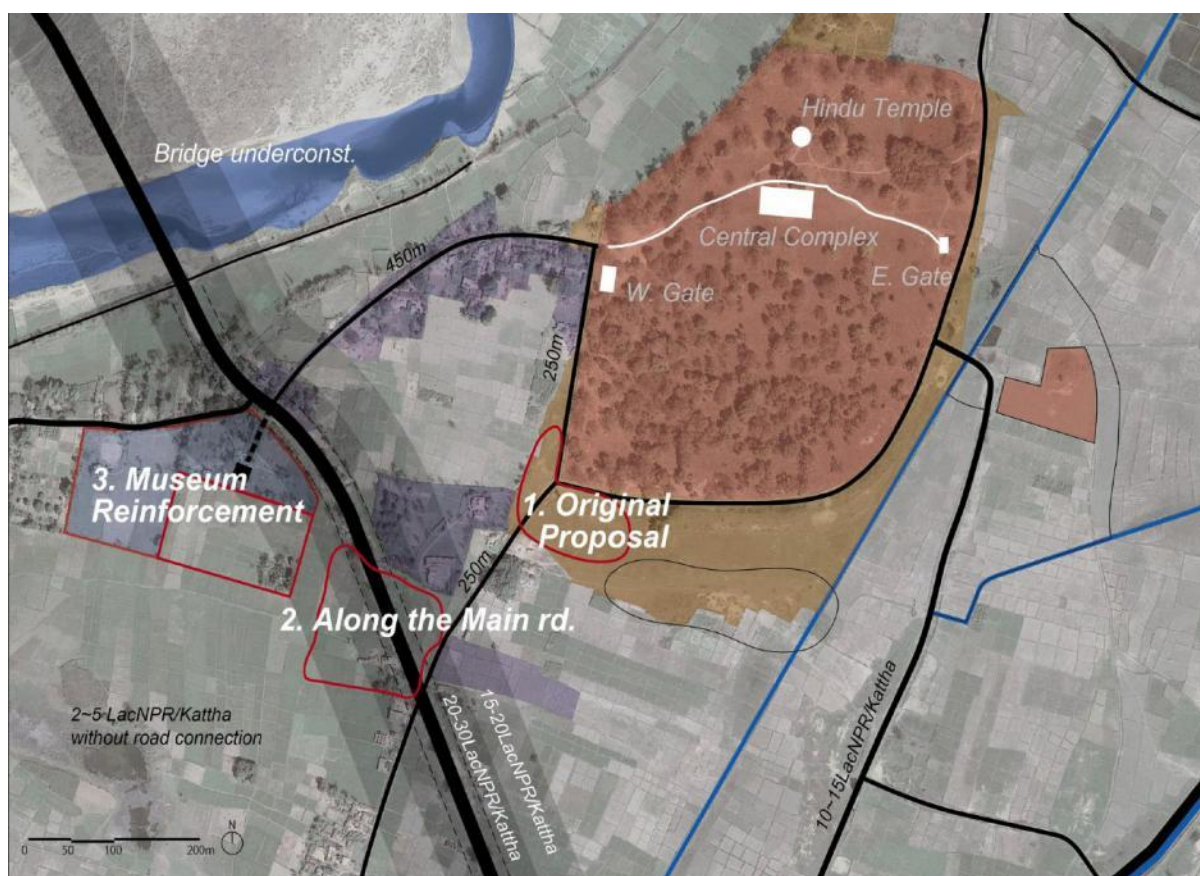 Hindu Temple
Bridge underconst.
Central Complex
E. Gate
W. Gate
450m
250m
3. Museum
Reinforcement
1. Original
Proposal
250m
2. Along the Main rd.
2~5 LacNPR/Kattha
without road connection
15-20LacNPR/Kattha
20-30LacNPR/Kattha
10~15LacNPR/Kattha
N
0 50 100 200m